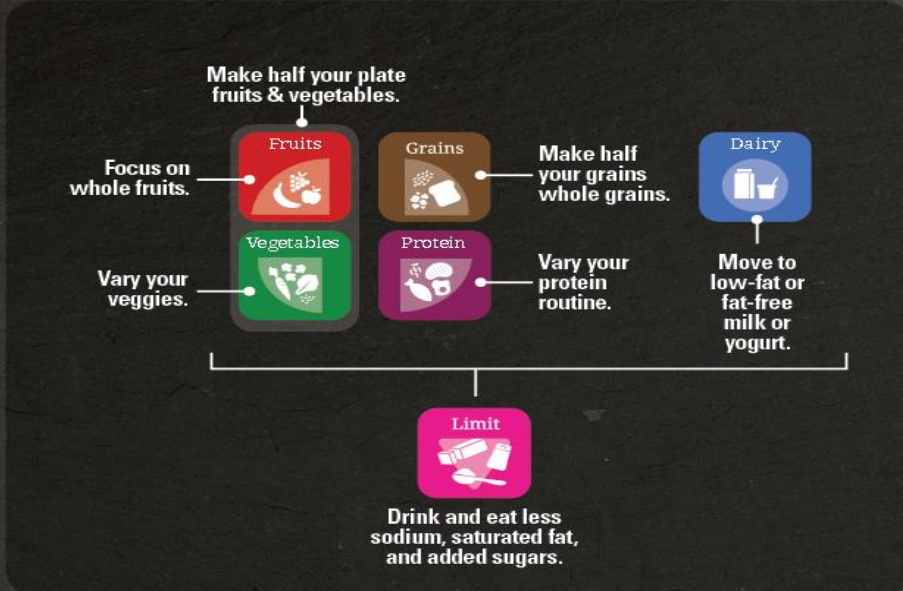 Make half your plate
fruits & vegetables.
Fruits
Focus on
whole fruits.
Grains
Make half
your grains
whole grains.
Dairy
Move to
low-fat or
fat-free
milk or
yogurt.
Vegetables
Vary your
veggies.
Protein
Vary your
protein
routine.
Limit
Drink and eat less
sodium, saturated fat,
and added sugars.